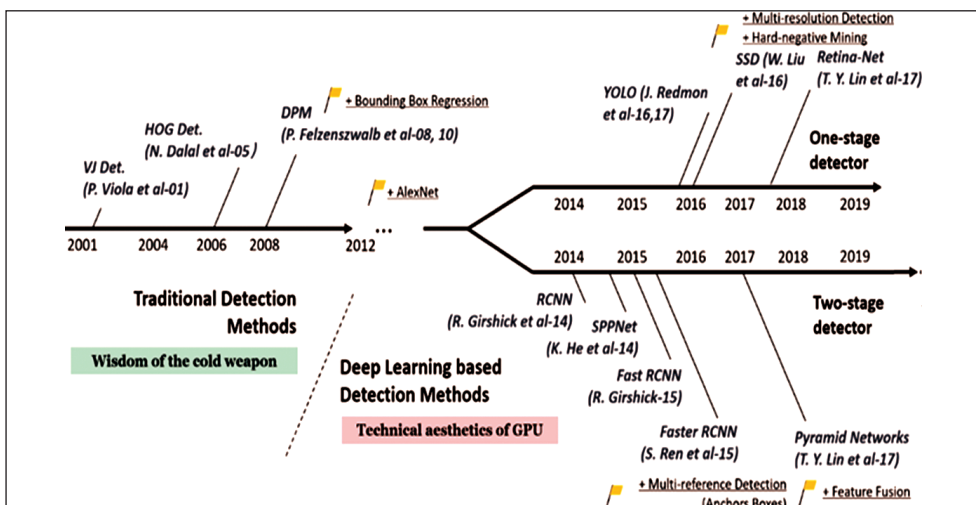 + Multi-resolution Detection
+ Hard-negative Mining
SSD (W. Liu
et al-16)
Retina-Net
(T. Y. Lin et al-17)
YOLO (J. Redmon
et al-16,17)
+ Bounding Box Regression
DPM
(P. Felzenszwalb et al-08, 10)
HOG Det.
(N. Dalal et al-05)
VJ Det.
(P. Viola et al-01)
One-stage
detector
+ AlexNet
2014 2015 2016 2017 2018 2019
2001 2004 2006 2008 2012 ...
2014 2015 2016 2017 2018 2019
Traditional Detection
Methods
Wisdom of the cold weapon
Two-stage
detector
RCNN
(R. Girshick et al-14)
SPPNet
(K. He et al-14)
Deep Learning based
Detection Methods
Technical aesthetics of GPU
Fast RCNN
(R. Girshick-15)
Faster RCNN
(S. Ren et al-15)
Pyramid Networks
(T. Y. Lin et al-17)
+ Multi-reference Detection
(Anchors Boxes)
+ Feature Fusion